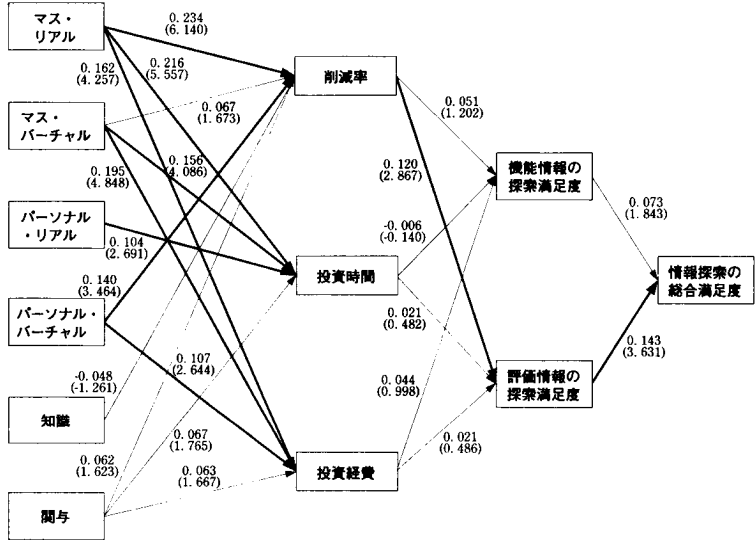 マス・
リアル
0.234
(6.140)
0.162
(4.257)
0.216
(5.557)
削減率
0.067
(1.673)
0.051
(1.202)
マス・
バーチャル
0.195
(4.848)
0.156
(4.086)
0.120
(2.867)
機能情報の
探索満足度
0.073
(1.843)
パーソナル
・リアル
0.104
(2.691)
-0.006
(-0.140)
投資時間
情報探索の
総合満足度
0.140
(3.464)
パーソナル・
バーチャル
0.021
(0.482)
0.143
(3.631)
0.107
(2.644)
-0.048
(-1.261)
0.044
(0.998)
評価情報の
探索満足度
知識
0.067
(1.765)
0.021
(0.486)
0.062
(1.623)
0.063
(1.667)
投資経費
関与